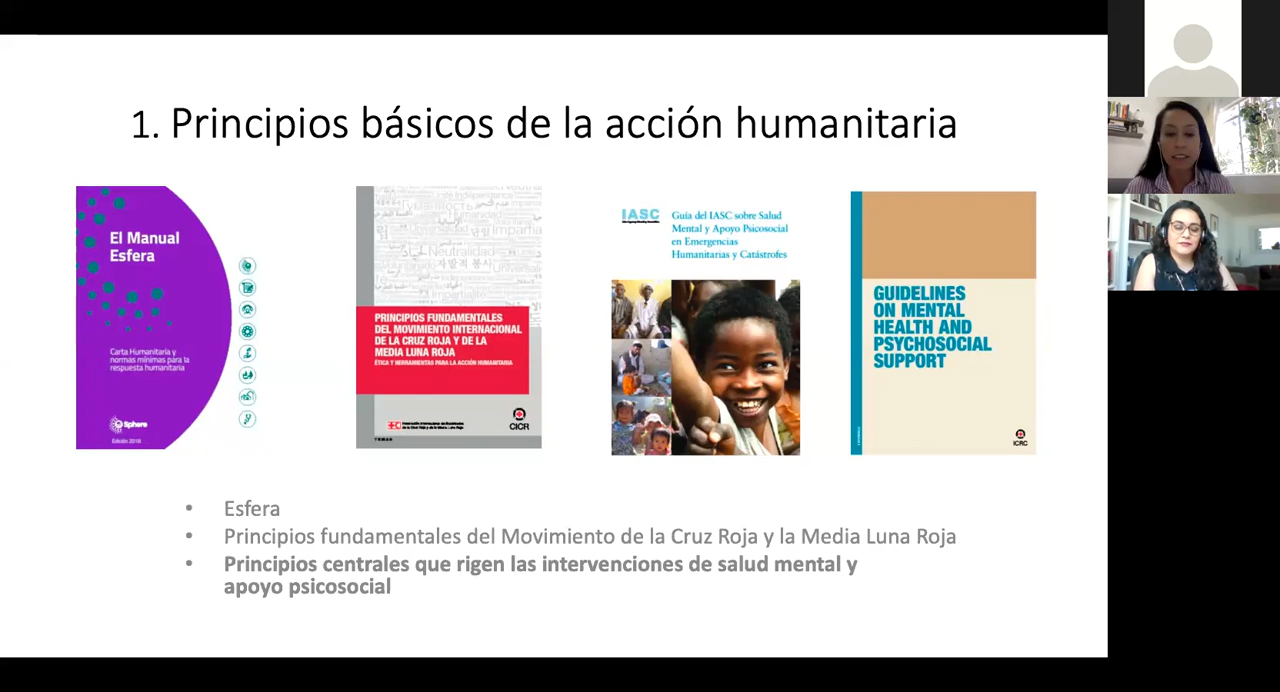 1. Principios básicos de la acción humanitaria
El Manual
Esfera
Carta Humanitaria y
normas mínimas para la
respuesta humanitaria
Sphere
Edición 2018
Neutralidad
PRINCIPIOS FUNDAMENTALES
DEL MOVIMIENTO INTERNACIONAL
DE LA CRUZ ROJA Y DE LA
MEDIA LUNA ROJA
ÉTICA Y HERRAMIENTAS PARA LA ACCIÓN HUMANITARIA
CICR
IASC
Guía del IASC sobre Salud
Mental y Apoyo Psicosocial
en Emergencias
Humanitarias y Catástrofes
GUIDELINES
ON MENTAL
HEALTH AND
PSYCHOSOCIAL
SUPPORT
ICRC
• Esfera
• Principios fundamentales del Movimiento de la Cruz Roja y la Media Luna Roja
• Principios centrales que rigen las intervenciones de salud mental y
apoyo psicosocial